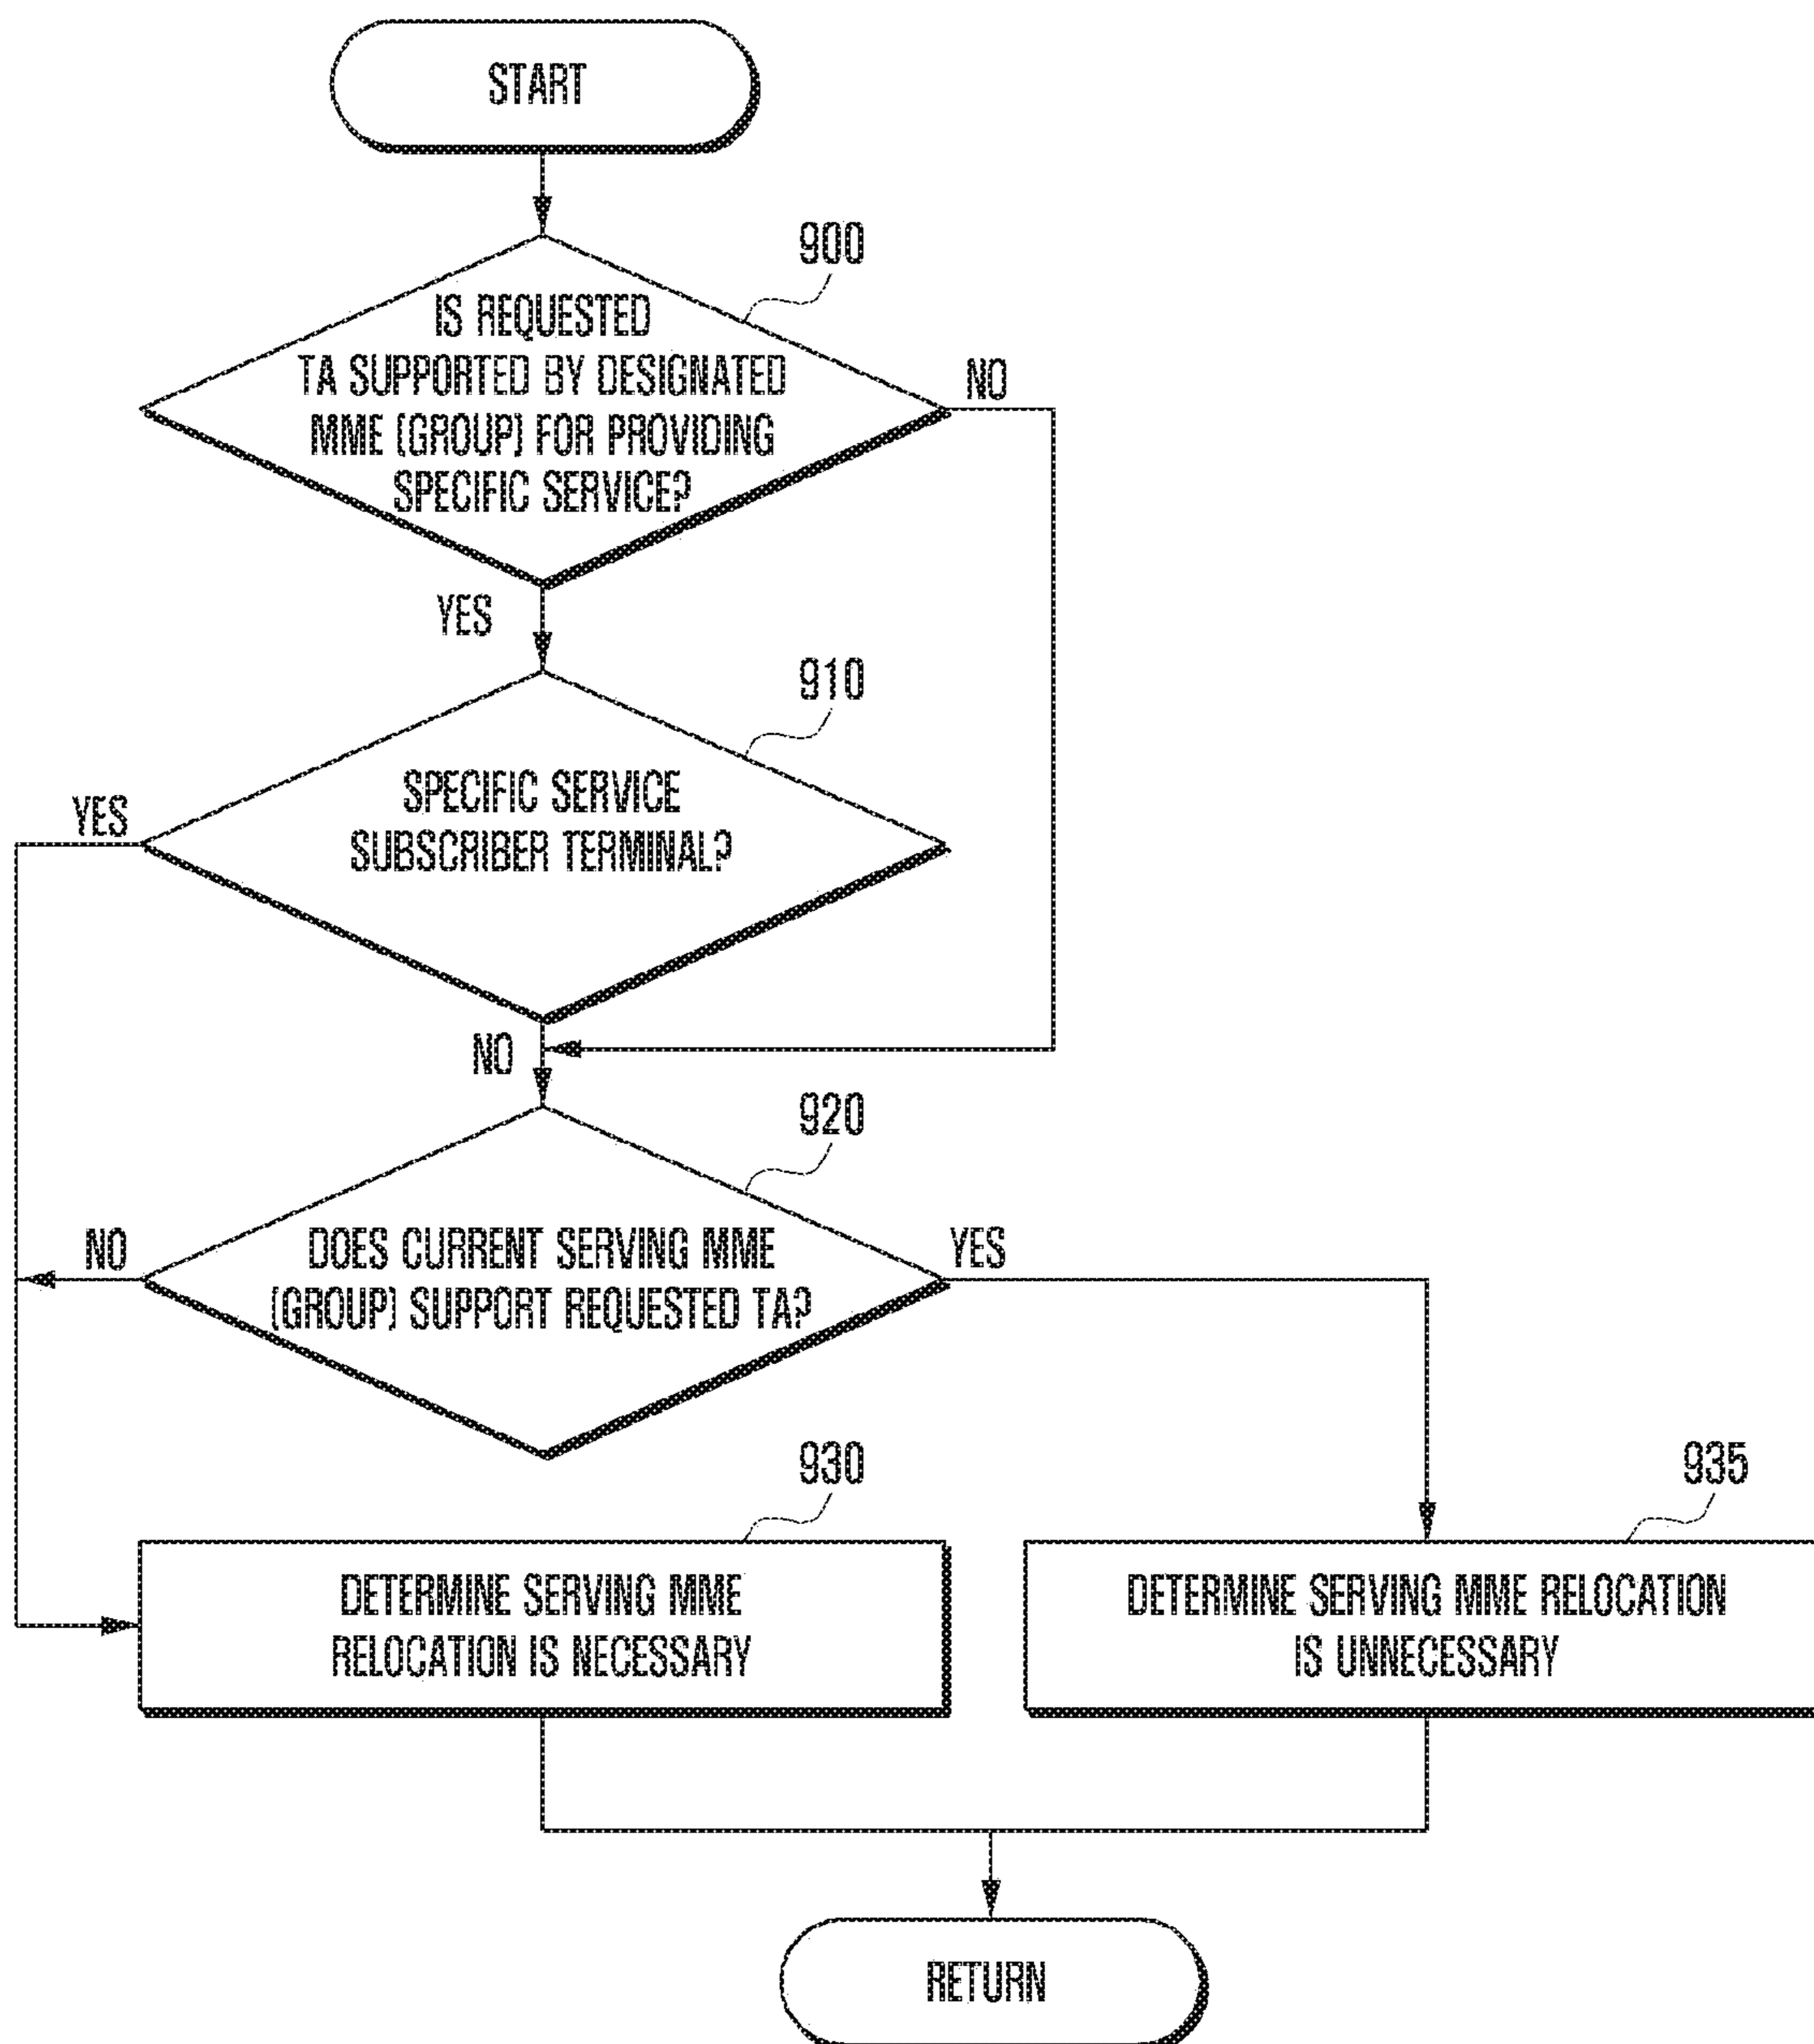 START
900
IS REQUESTED
TA SUPPORTED BY DESIGNATED
MME (GROUP) FOR PROVIDING
SPECIFIC SERVICE?
NO
YES
910
SPECIFIC SERVICE
SUBSCRIBER TERMINAL?
YES
NO
920
DOES CURRENT SERVING MME
(GROUP) SUPPORT REQUESTED TA?
NO
YES
930
DETERMINE SERVING MME
RELOCATION IS NECESSARY
935
DETERMINE SERVING MME RELOCATION
IS UNNECESSARY
RETURN